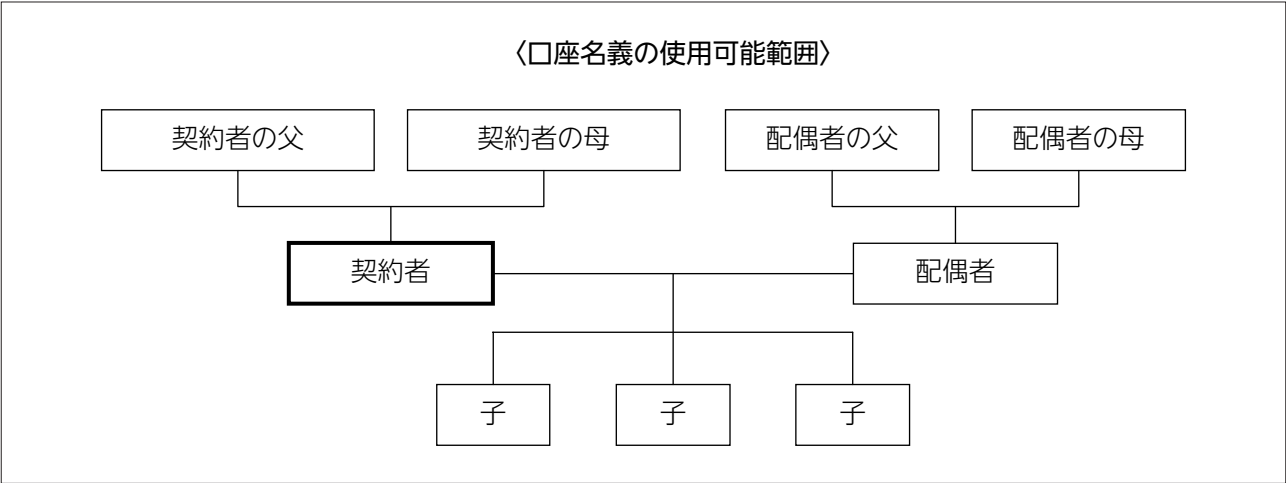 〈口座名義の使用可能範囲〉
契約者の父
契約者の母
配偶者の父
配偶者の母
契約者
配偶者
子
子
子